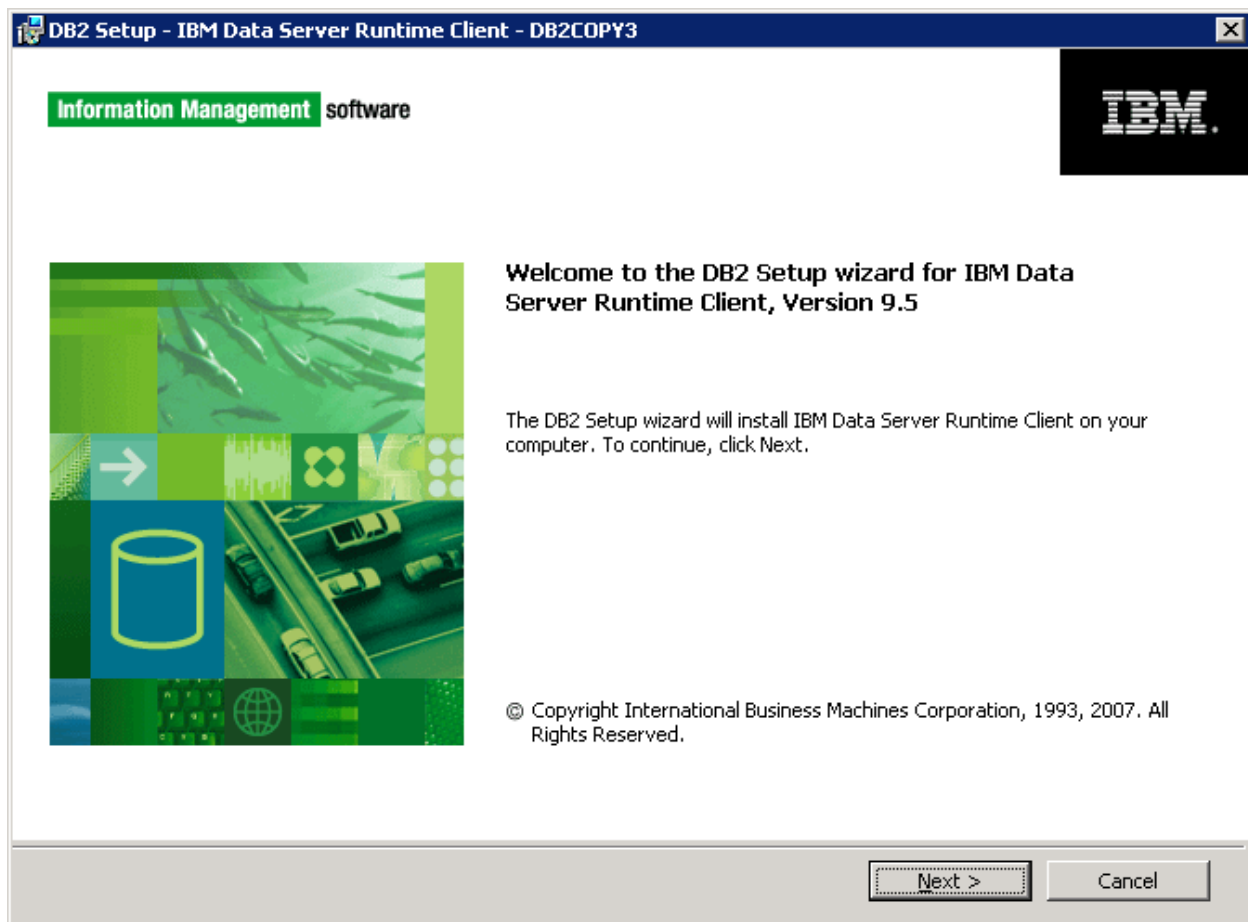 DB2 Setup - IBM Data Server Runtime Client - DB2COPY3
Information Management software
IBM.
Welcome to the DB2 Setup wizard for IBM Data
Server Runtime Client, Version 9.5
The DB2 Setup wizard will install IBM Data Server Runtime Client on your
computer. To continue, click Next.
© Copyright International Business Machines Corporation, 1993, 2007. All
Rights Reserved.
Next >
Cancel